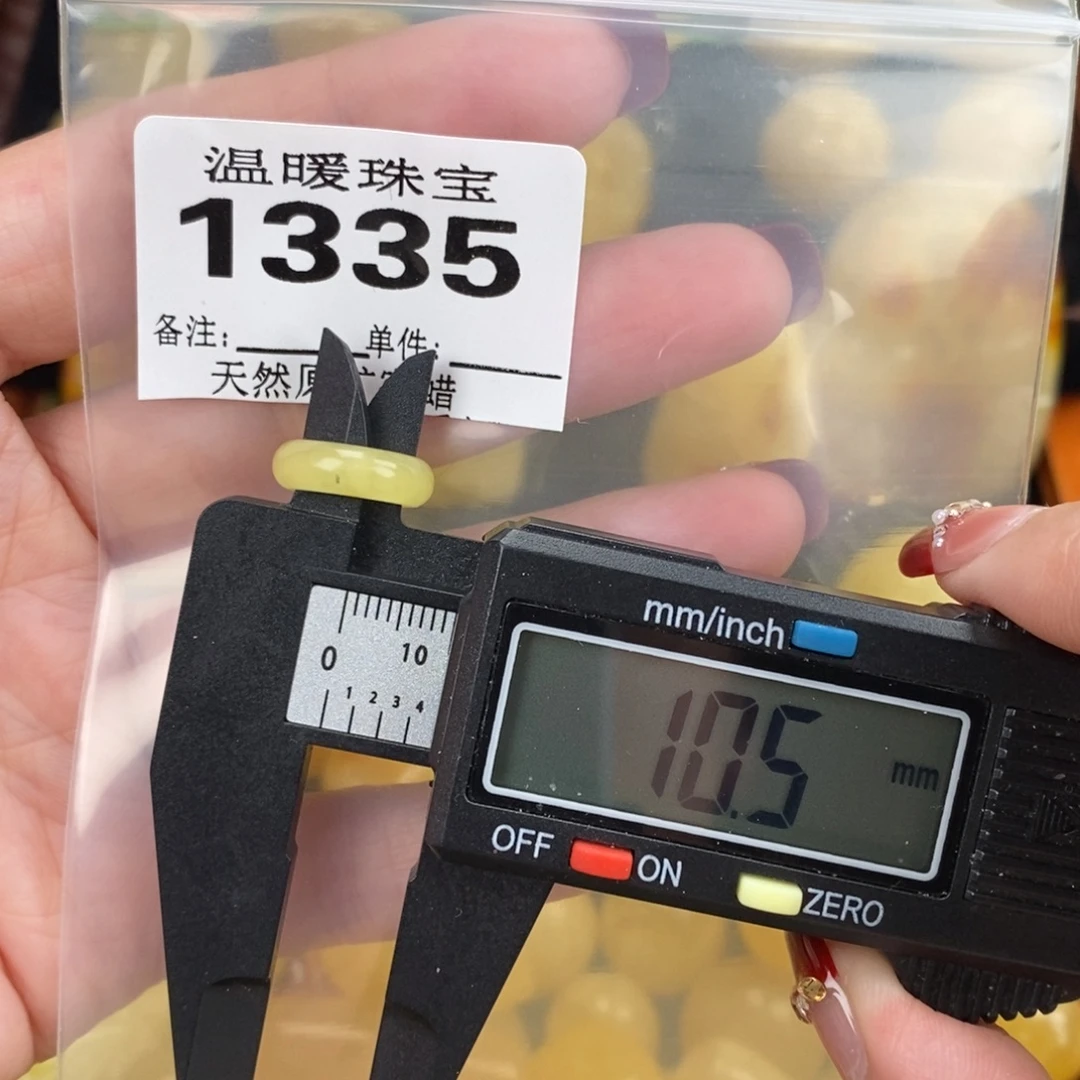 温暖珠宝
1335
备注: 单件:
天然原 蜡
mm/inch
0 10
1 2 3 4
10.5 mm
OFF ON ZERO